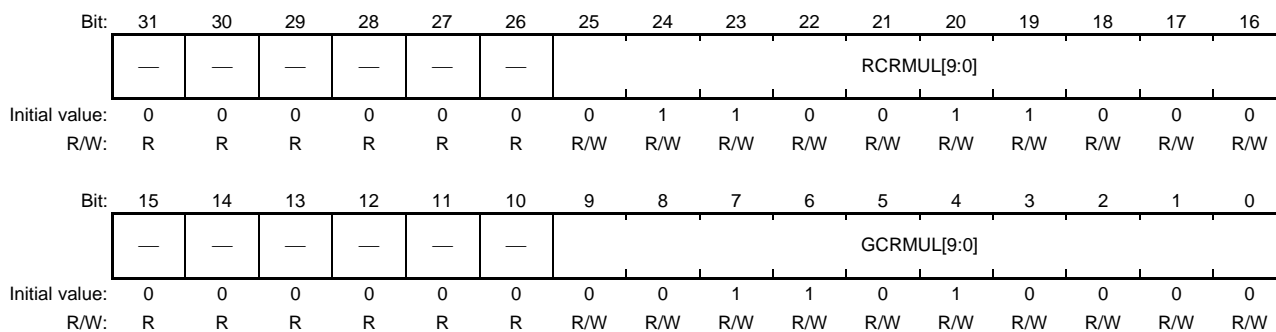 Bit: 31 30 29 28 27 26 25 24 23 22 21 20 19 18 17 16
— — — — — — RCRMUL[9:0]
Initial value: 0 0 0 0 0 0 0 1 1 0 0 1 1 0 0 0
R/W: R R R R R R R/W R/W R/W R/W R/W R/W R/W R/W R/W R/W
Bit: 15 14 13 12 11 10 9 8 7 6 5 4 3 2 1 0
— — — — — — GCRMUL[9:0]
Initial value: 0 0 0 0 0 0 0 0 1 1 0 1 0 0 0 0
R/W: R R R R R R R/W R/W R/W R/W R/W R/W R/W R/W R/W R/W